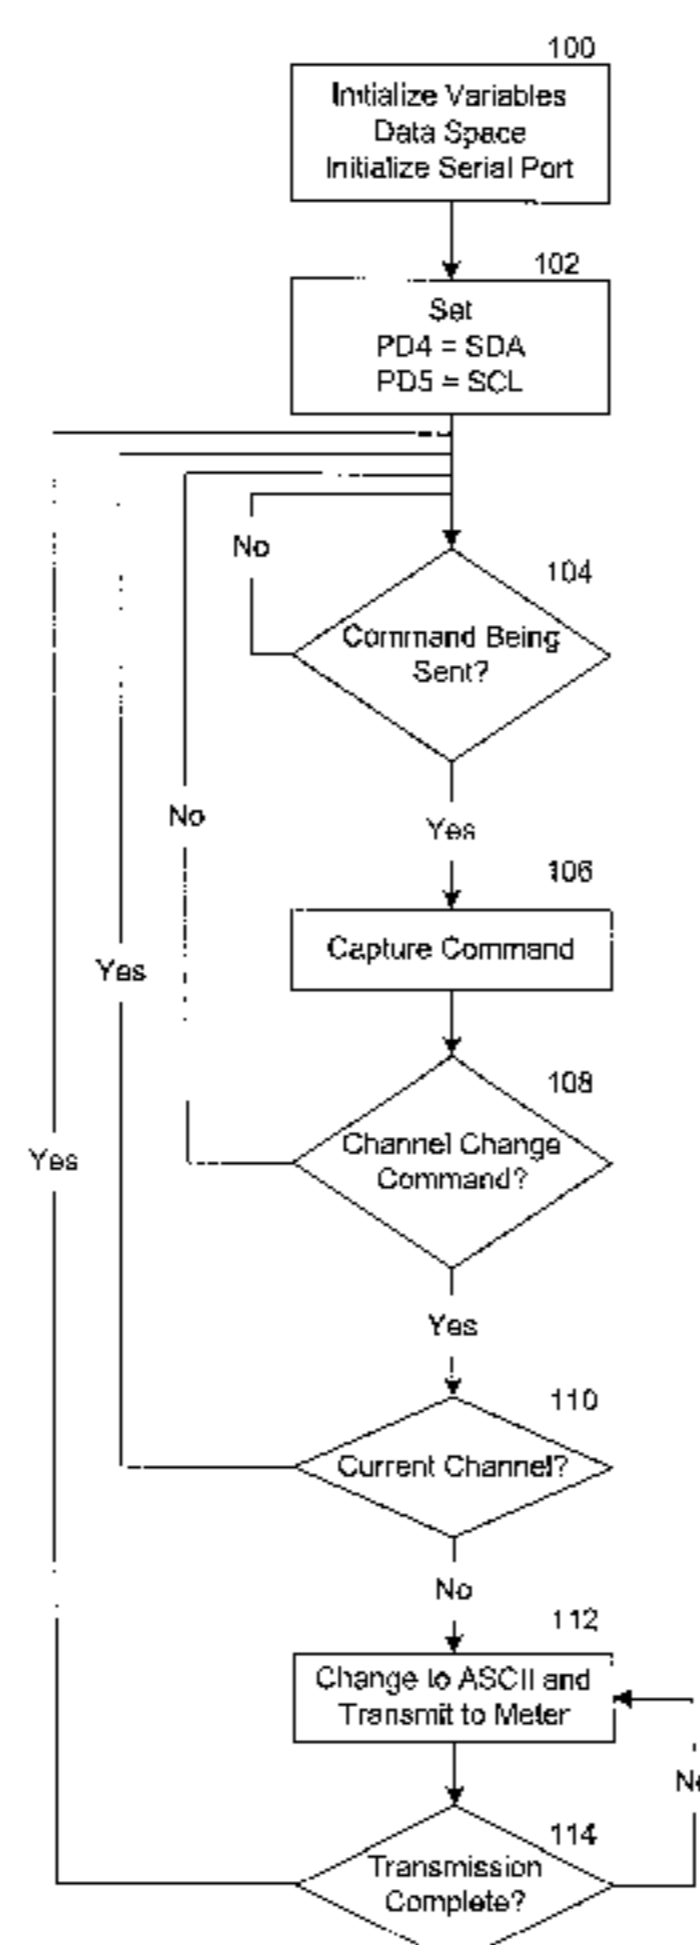 100
Initialize Variables
Data Space
Initialize Serial Port
102
Set
PD4 = SDA
PD5 = SCL
No
104
Command Being
Sent?
No
Yes
106
Capture Command
Yes
108
Channel Change
Command?
Yes
Yes
110
Current Channel?
No
112
Change to ASCII and
Transmit to Meter
114
Transmission
Complete?